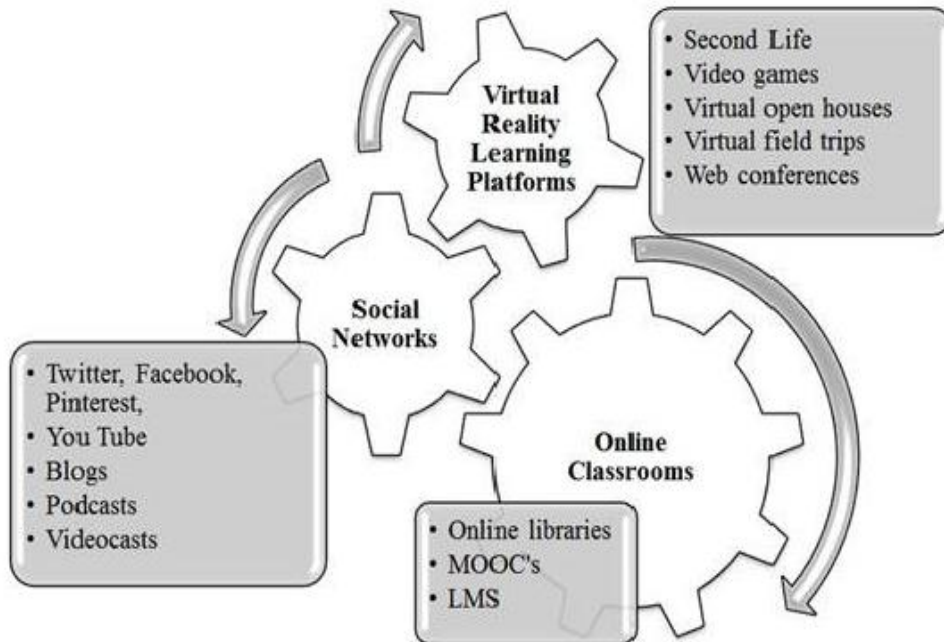 Virtual
Reality
Learning
Platforms
• Second Life
• Video games
• Virtual open houses
• Virtual field trips
• Web conferences
Social
Networks
• Twitter, Facebook,
Pinterest,
• You Tube
• Blogs
• Podcasts
• Videocasts
Online
Classrooms
• Online libraries
• MOOC's
• LMS